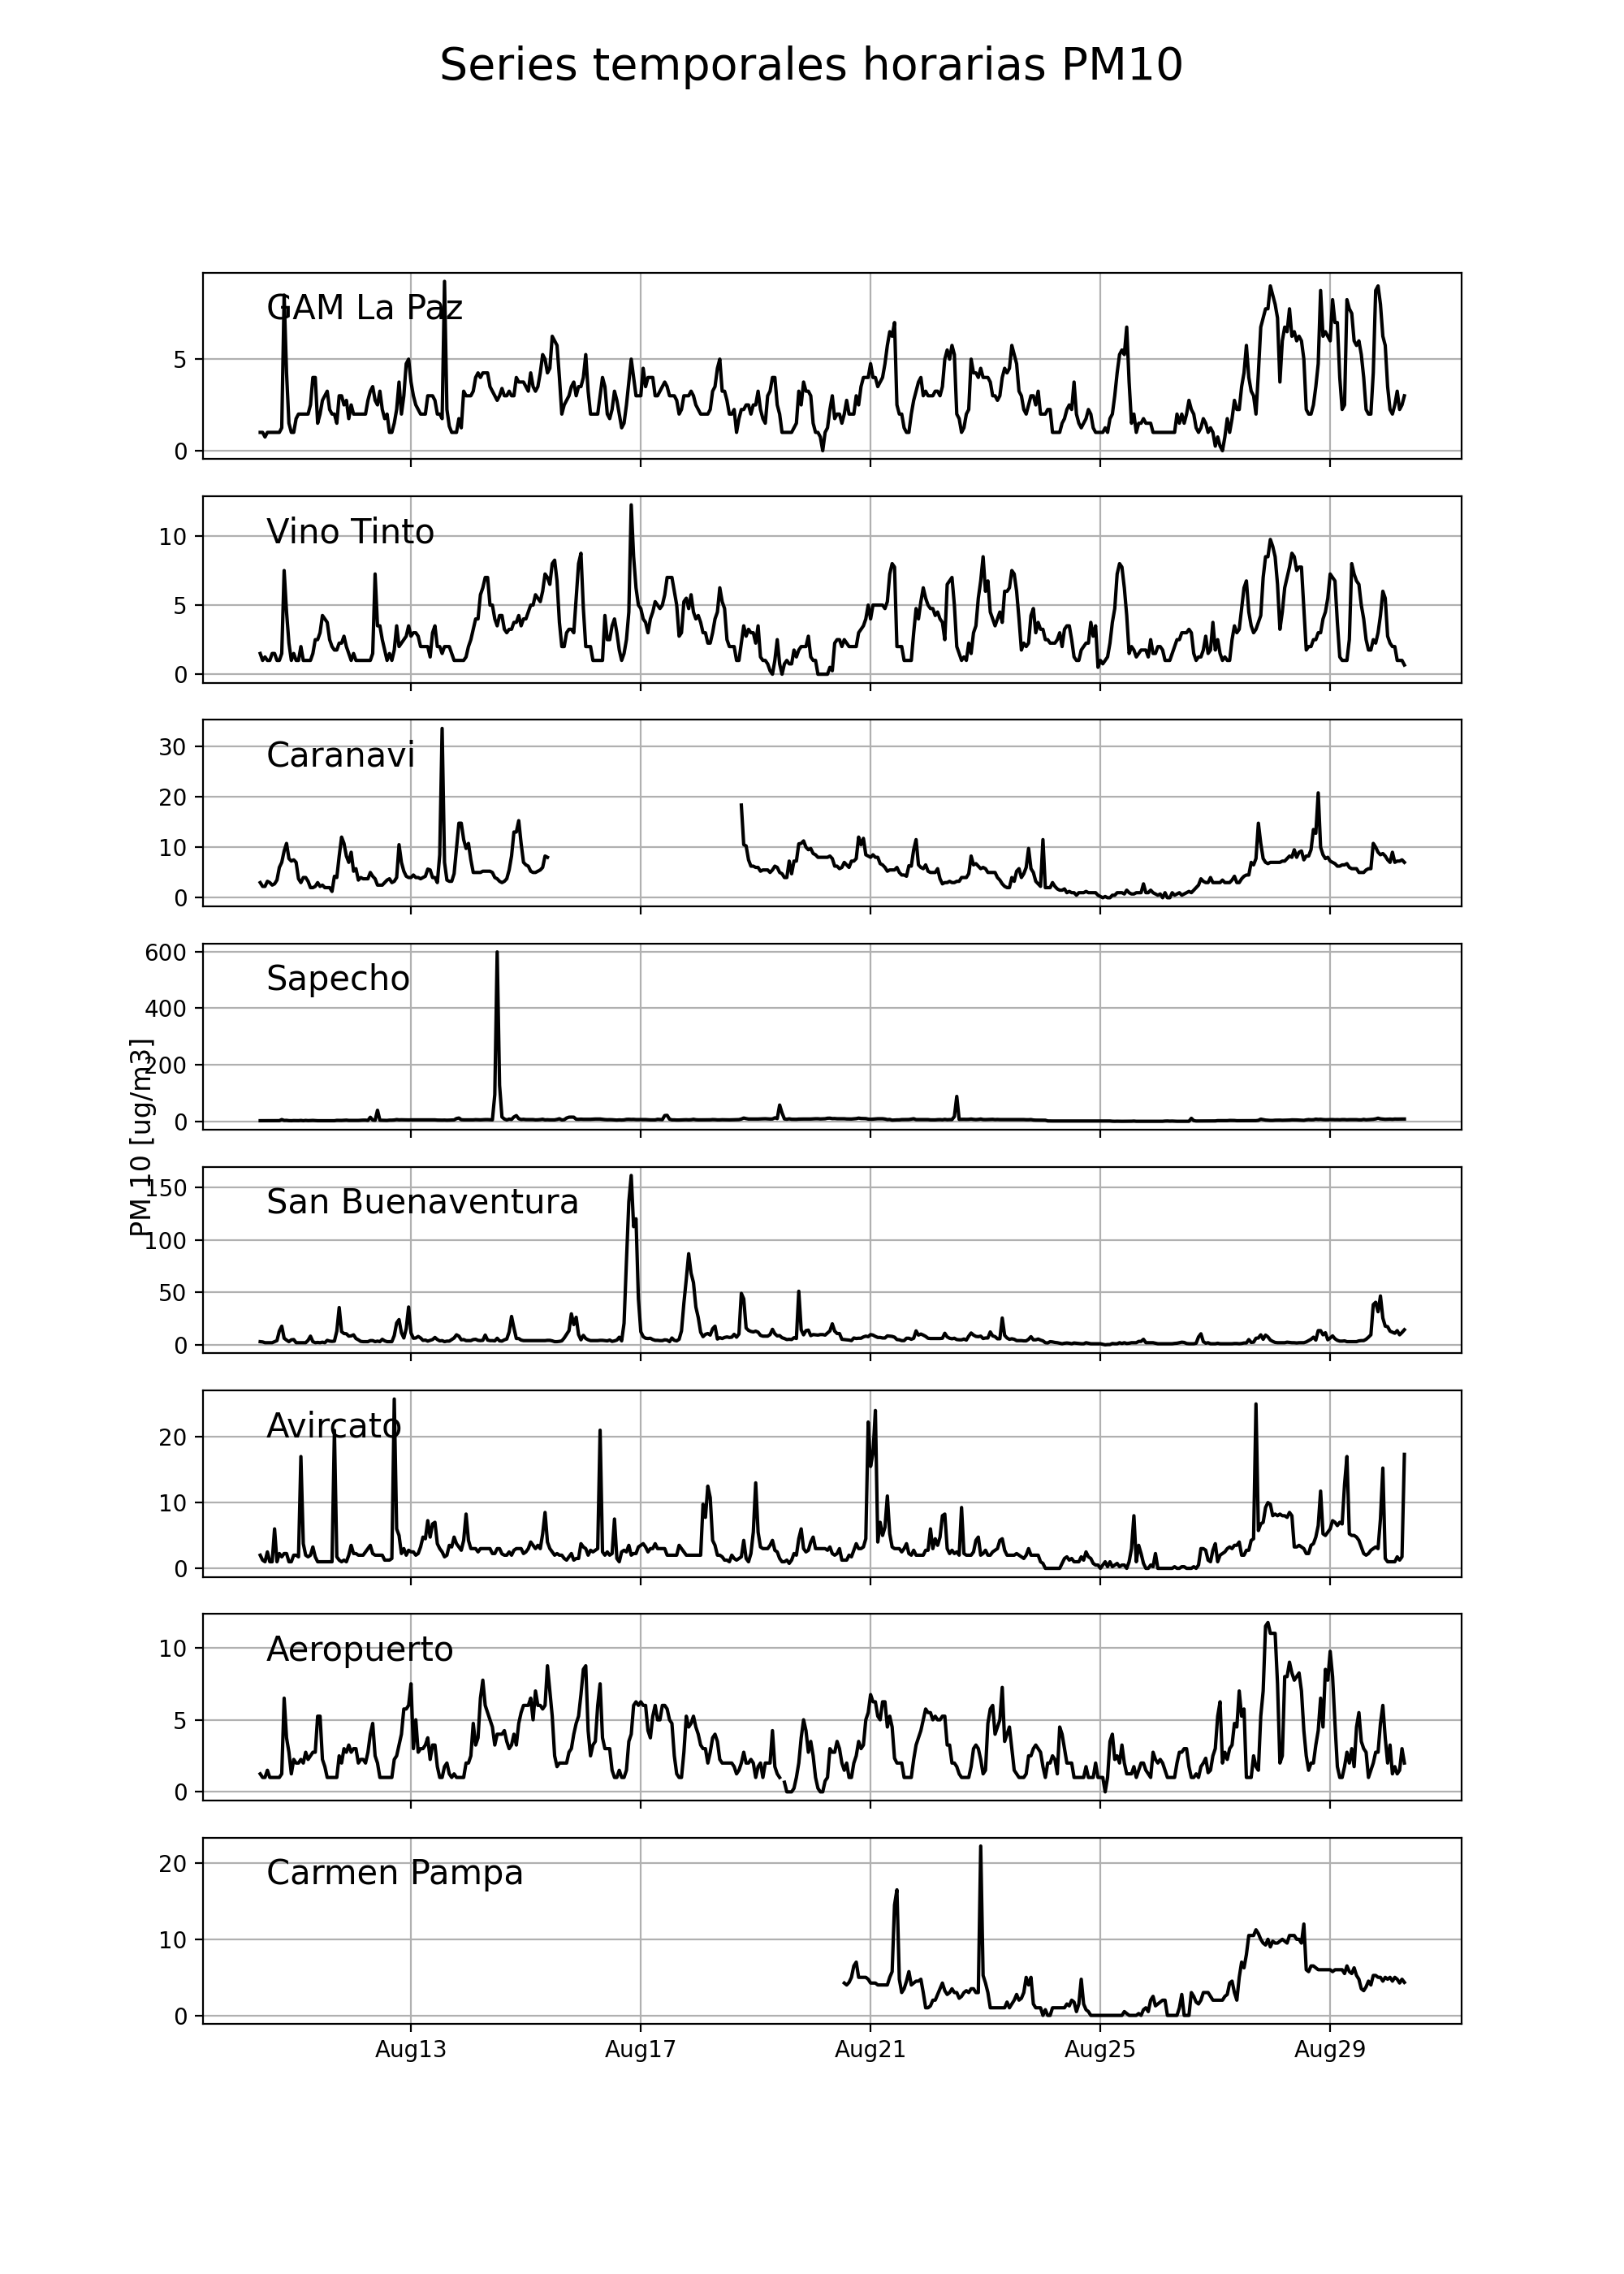 Series temporales horarias PM10
GAM La Paz
5
0
Vino Tinto
10
5
0
Caranavi
30
20
10
0
Sapecho
600
400
200
0
PM 10 [ug/m3]
San Buenaventura
150
100
50
0
Avircato
20
10
0
Aeropuerto
10
5
0
Carmen Pampa
20
10
0
Aug13 Aug17 Aug21 Aug25 Aug29